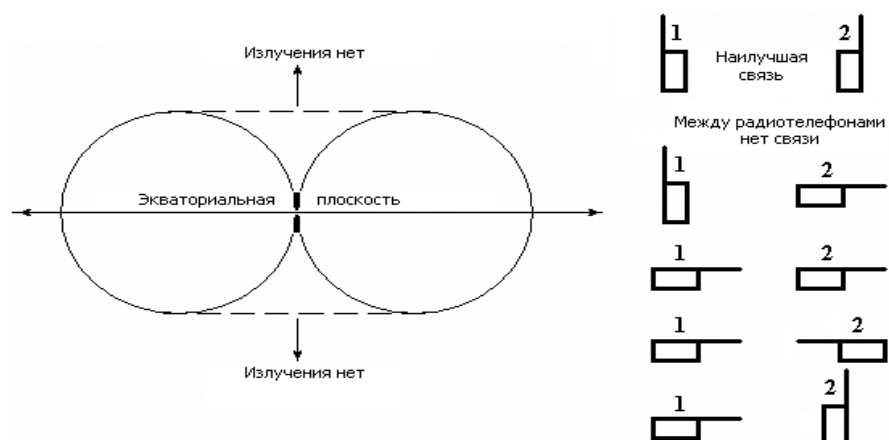 Излучения нет
Экваториальная плоскость
Излучения нет
1 2
Наилучшая
связь
Между радиотелефонами
нет связи
1 2
1 2
1 2
1 2